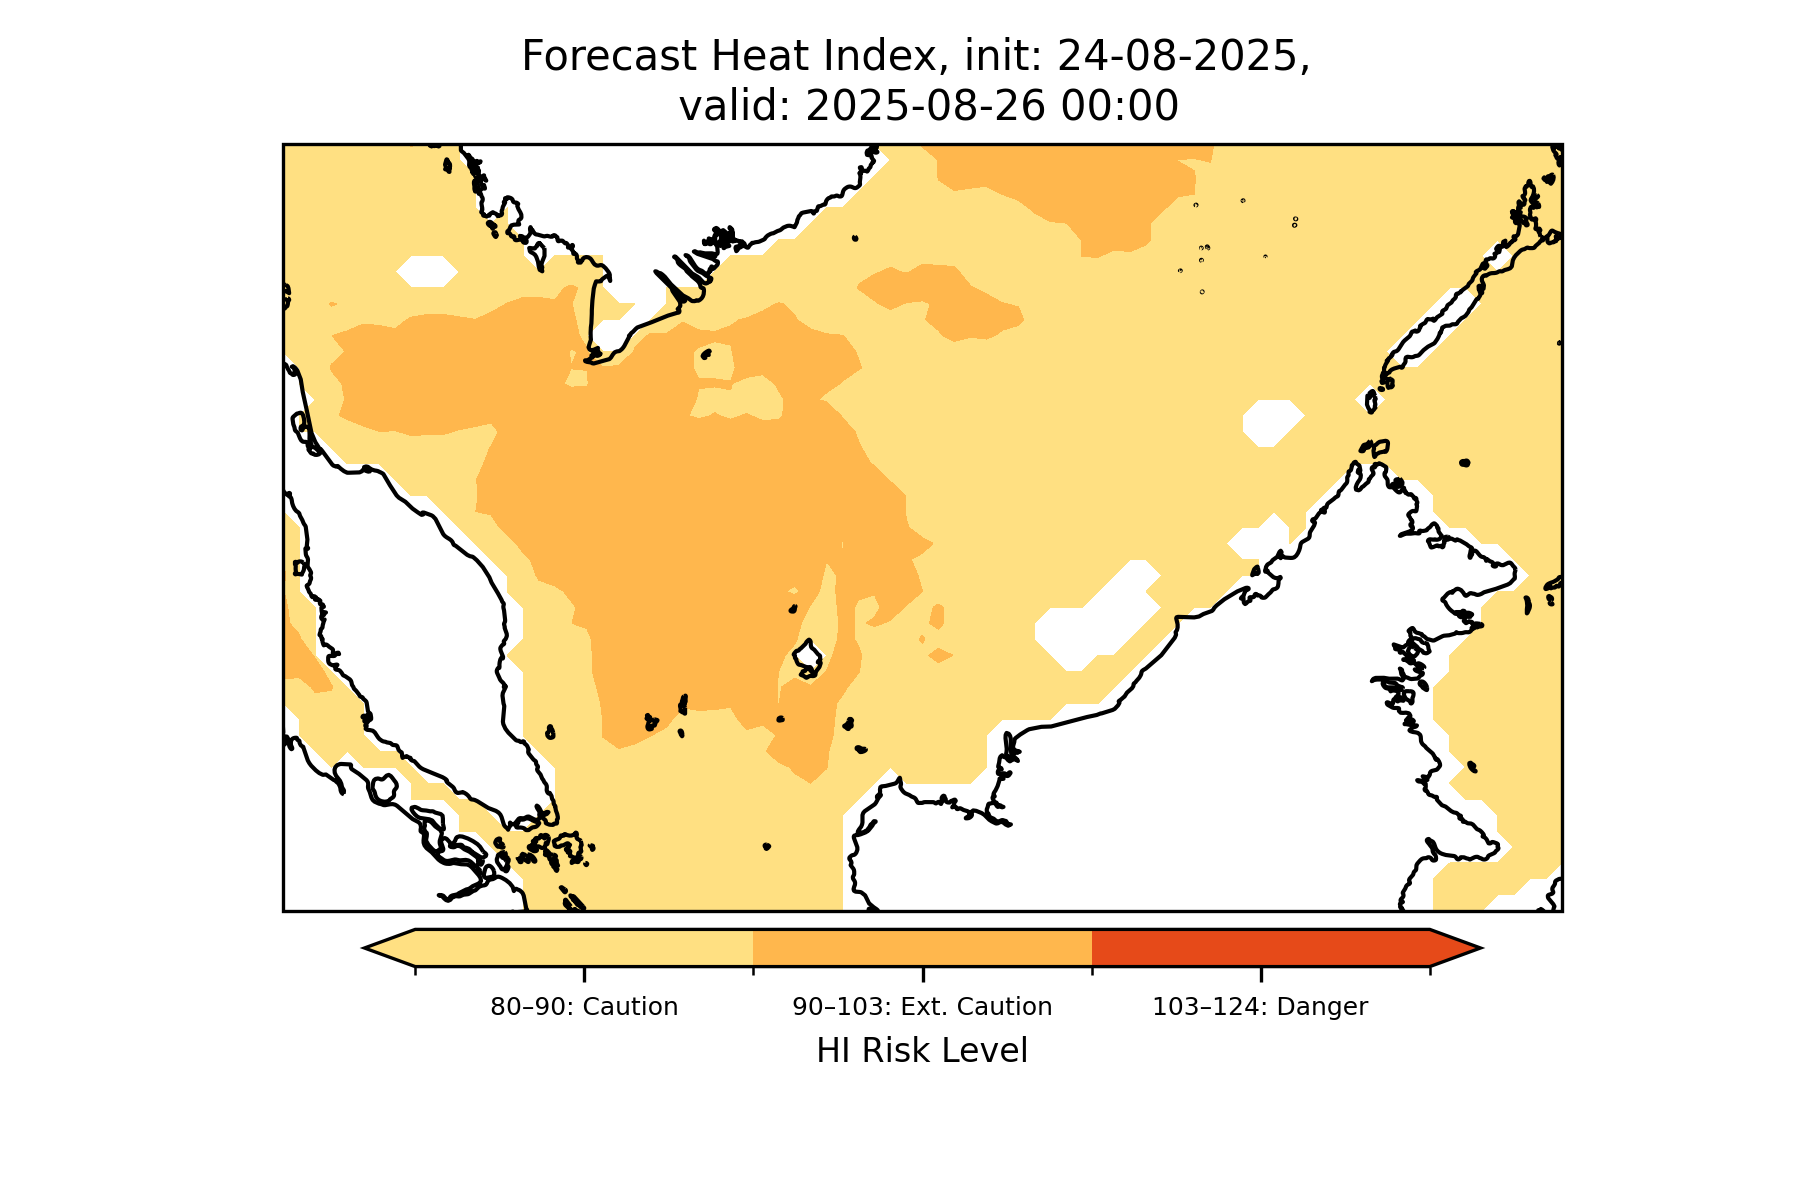 Forecast Heat Index, init: 24-08-2025,
valid: 2025-08-26 00:00
80–90: Caution
90–103: Ext. Caution
103–124: Danger
HI Risk Level